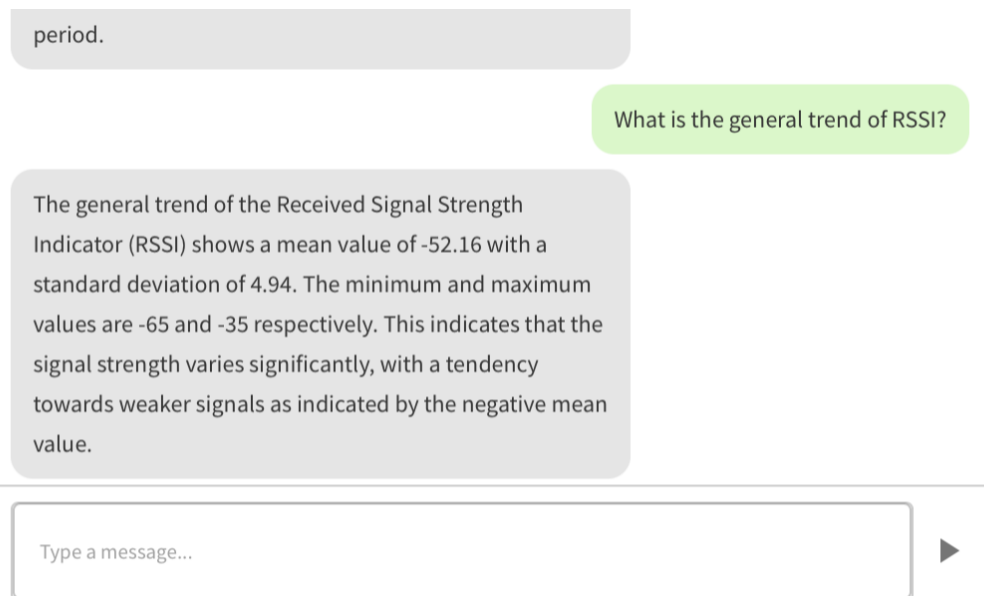 period.
What is the general trend of RSSI?
The general trend of the Received Signal Strength
Indicator (RSSI) shows a mean value of -52.16 with a
standard deviation of 4.94. The minimum and maximum
values are -65 and -35 respectively. This indicates that the
signal strength varies significantly, with a tendency
towards weaker signals as indicated by the negative mean
value.
Type a message...